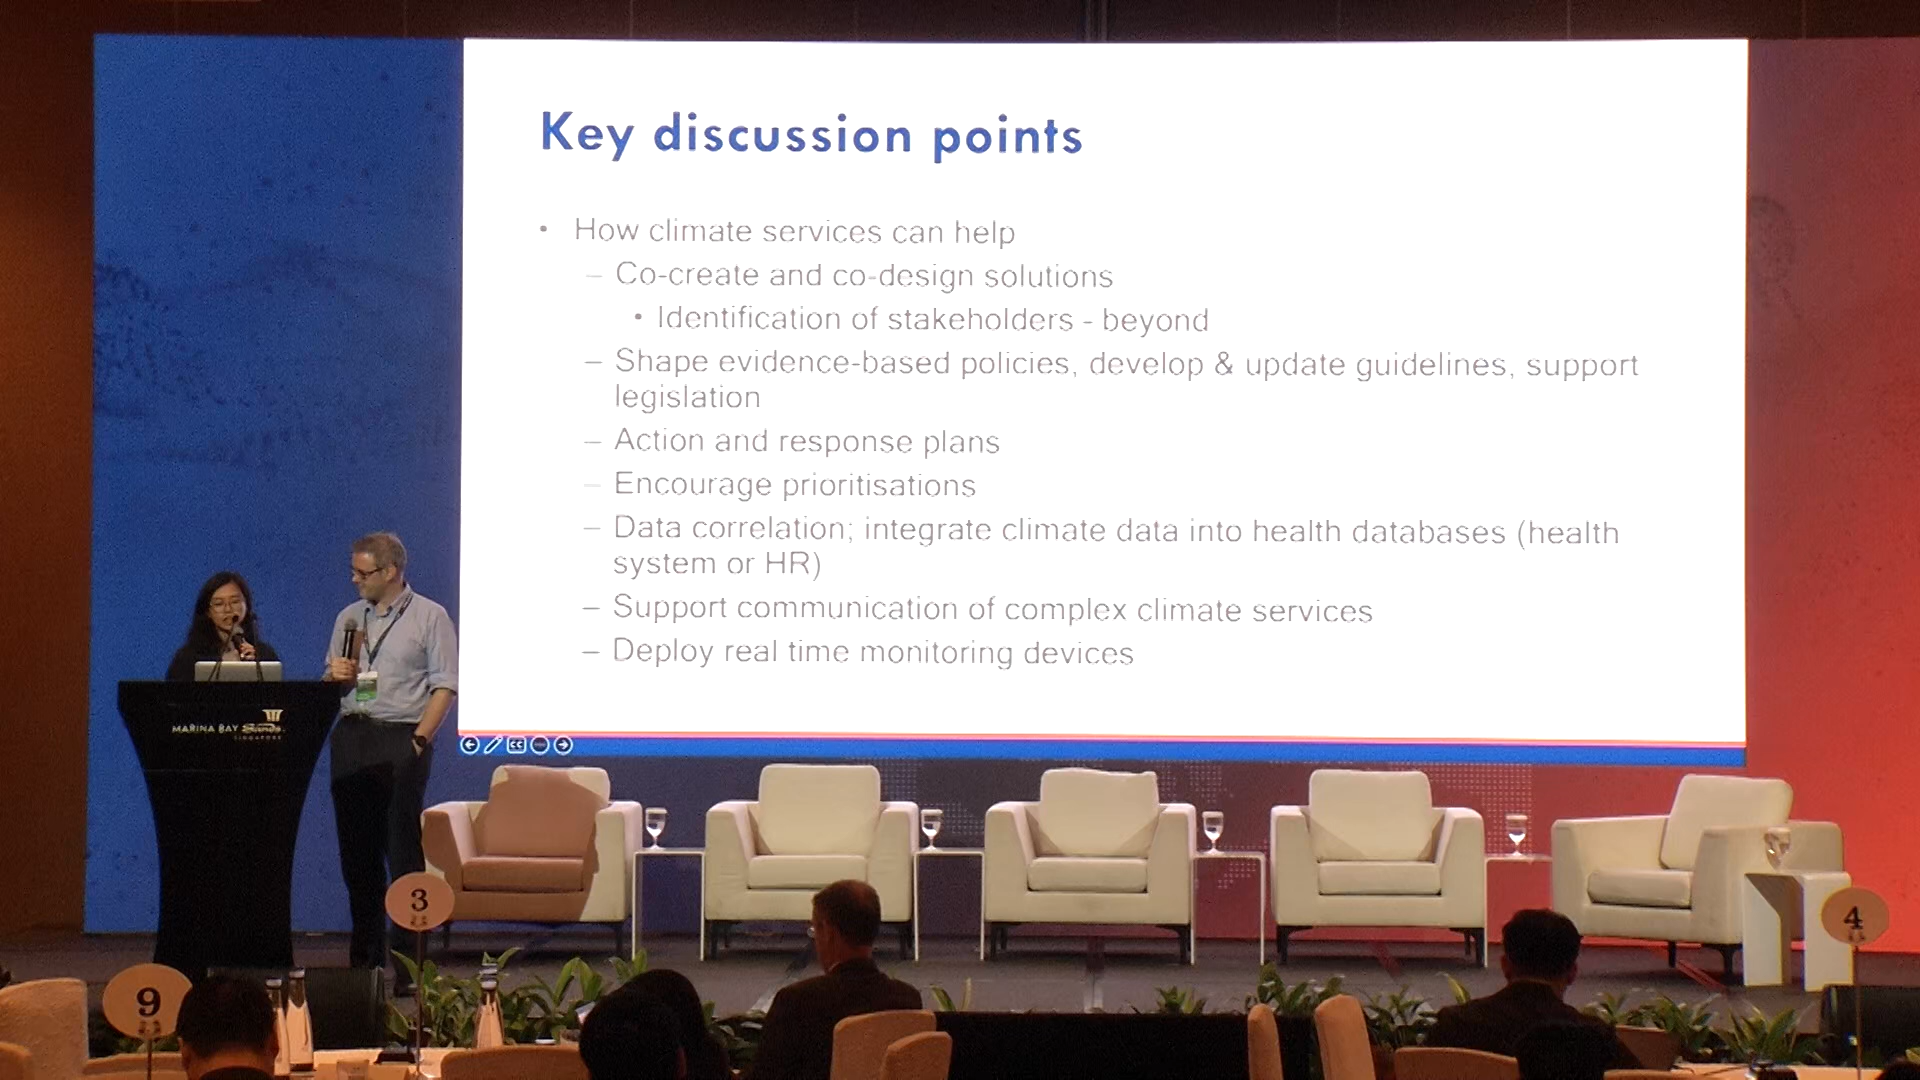 Key discussion points
• How climate services can help
– Co-create and co-design solutions
• Identification of stakeholders - beyond
– Shape evidence-based policies, develop & update guidelines, support
legislation
– Action and response plans
– Encourage prioritisations
– Data correlation; integrate climate data into health databases (health
system or HR)
– Support communication of complex climate services
– Deploy real time monitoring devices
MARINA BAY Sands
SINGAPORE
CC
3
4
9